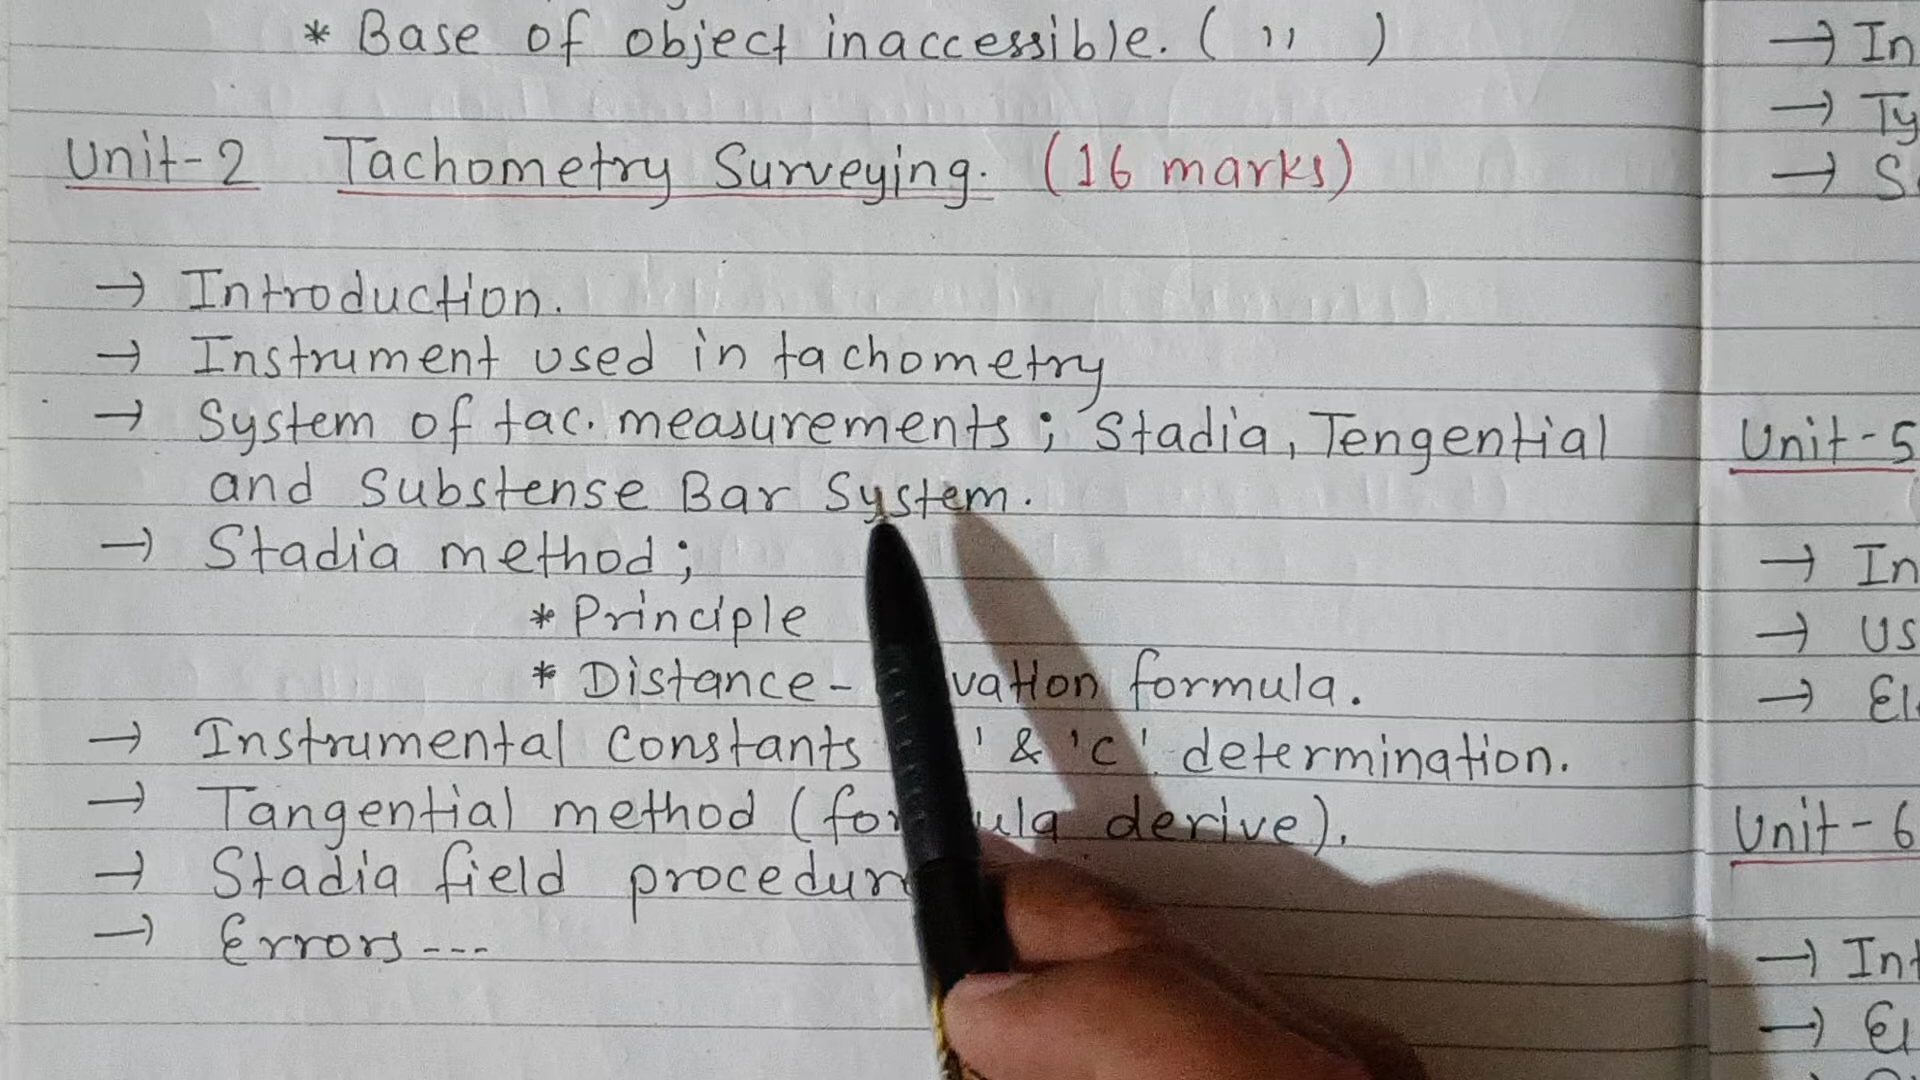 * Base of object inaccessible. ( ,, )
Unit-2 Tachometry Surveying. (16 marks)
→ Introduction.
→ Instrument used in tachometry
→ System of tac. measurements; Stadia, Tengential
and Substense Bar System.
→ Stadia method;
* Principle
* Distance- vation formula.
→ Instrumental Constants ' & 'C' determination.
→ Tangential method (fo ula derive).
→ Stadia field procedur
→ Errors ---
→ In
→ Ty
→ S
Unit-5
→ In
→ Us
→ El
Unit-6
→ Int
→ El